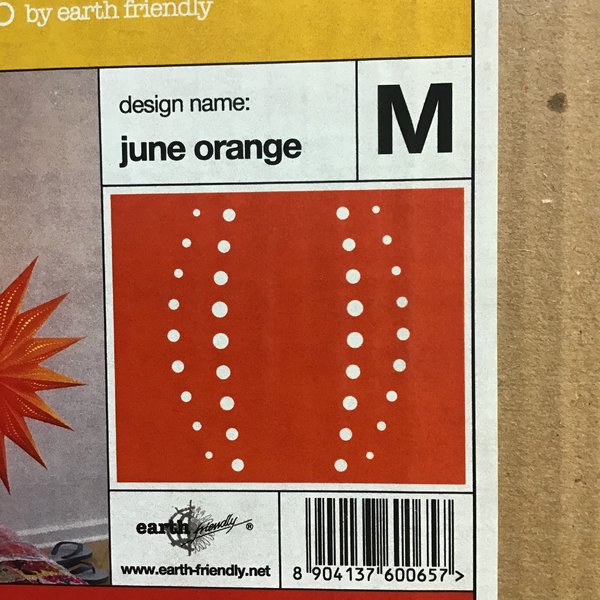 by earth friendly
design name:
june orange
M
earth friendly ®
www.earth-friendly.net
8 904137 600657 >